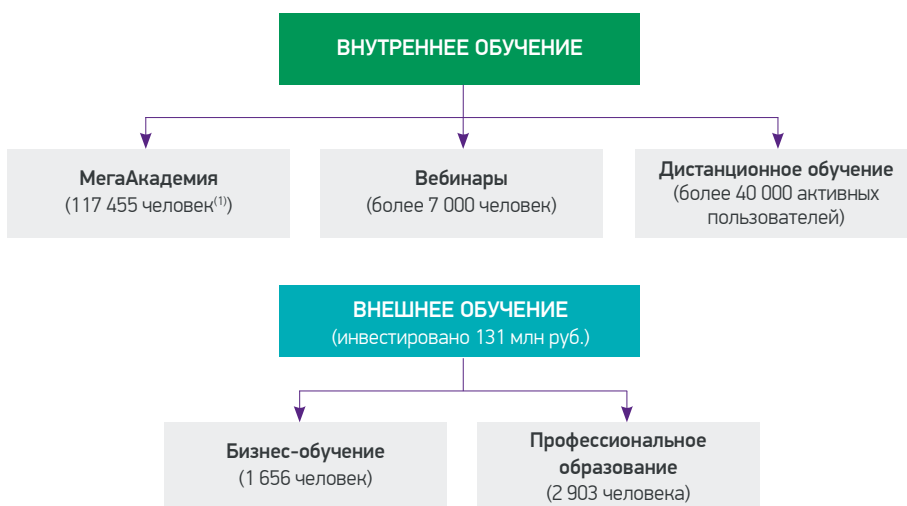 ВНУТРЕННЕЕ ОБУЧЕНИЕ
МегаАкадемия
(117 455 человек⁽¹⁾)
Вебинары
(более 7 000 человек)
Дистанционное обучение
(более 40 000 активных
пользователей)
ВНЕШНЕЕ ОБУЧЕНИЕ
(инвестировано 131 млн руб.)
Бизнес-обучение
(1 656 человек)
Профессиональное
образование
(2 903 человека)